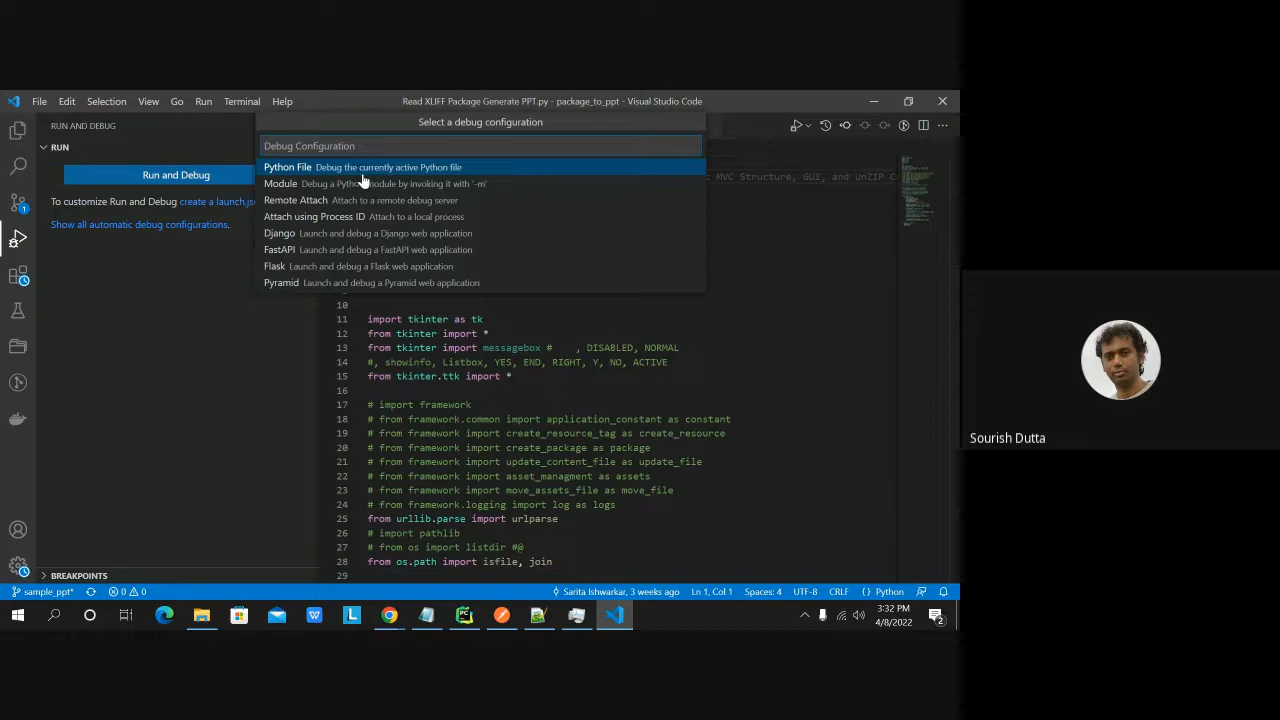 File Edit Selection View Go Run Terminal Help
Read XLIFF Package Generate PPT.py - package_to_ppt - Visual Studio Code
RUN AND DEBUG
RUN
Run and Debug
To customize Run and Debug create a launch.js
Show all automatic debug configurations.
Select a debug configuration
Debug Configuration
Python File Debug the currently active Python file
Module Debug a Python module by invoking it with '-m'
Remote Attach Attach to a remote debug server
Attach using Process ID Attach to a local process
Django Launch and debug a Django web application
FastAPI Launch and debug a FastAPI web application
Flask Launch and debug a Flask web application
Pyramid Launch and debug a Pyramid web application
MVC Structure, GUI, and UnZIP C
10
11 import tkinter as tk
12 from tkinter import *
13 from tkinter import messagebox # , DISABLED, NORMAL
14 #, showinfo, Listbox, YES, END, RIGHT, Y, NO, ACTIVE
15 from tkinter.ttk import *
16
17 # import framework
18 # from framework.common import application_constant as constant
19 # from framework import create_resource_tag as create_resource
20 # from framework import create_package as package
21 # from framework import update_content_file as update_file
22 # from framework import asset_managment as assets
23 # from framework import move_assets_file as move_file
24 # from framework.logging import log as logs
25 from urllib.parse import urlparse
26 # import pathlib
27 # from os import listdir #@
28 from os.path import isfile, join
29
BREAKPOINTS
sample_ppt* 0 0 Sarita Ishwarkar, 3 weeks ago Ln 1, Col 1 Spaces: 4 UTF-8 CRLF {} Python
3:32 PM
4/8/2022
2
Sourish Dutta